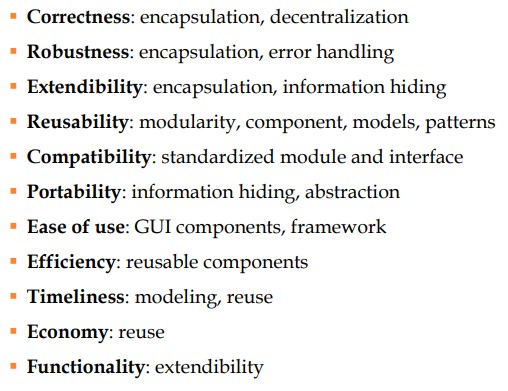 ▪ Correctness: encapsulation, decentralization
▪ Robustness: encapsulation, error handling
▪ Extendibility: encapsulation, information hiding
▪ Reusability: modularity, component, models, patterns
▪ Compatibility: standardized module and interface
▪ Portability: information hiding, abstraction
▪ Ease of use: GUI components, framework
▪ Efficiency: reusable components
▪ Timeliness: modeling, reuse
▪ Economy: reuse
▪ Functionality: extendibility